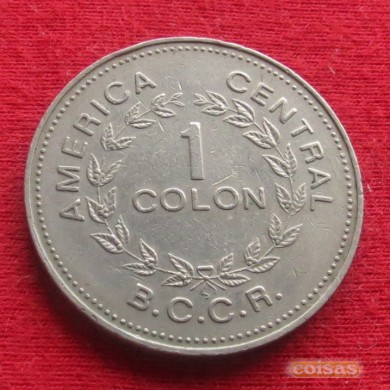 AMERICA CENTRAL
1
COLON
B.C.C.R.
coisas